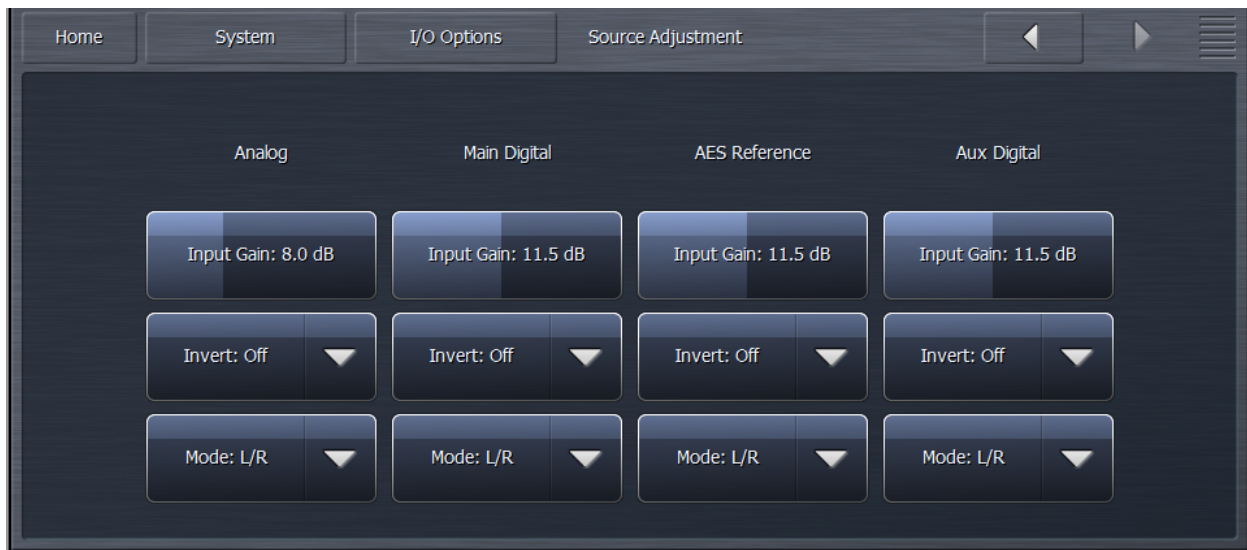 Home System I/O Options Source Adjustment
Analog Main Digital AES Reference Aux Digital
Input Gain: 8.0 dB Input Gain: 11.5 dB Input Gain: 11.5 dB Input Gain: 11.5 dB
Invert: Off Invert: Off Invert: Off Invert: Off
Mode: L/R Mode: L/R Mode: L/R Mode: L/R